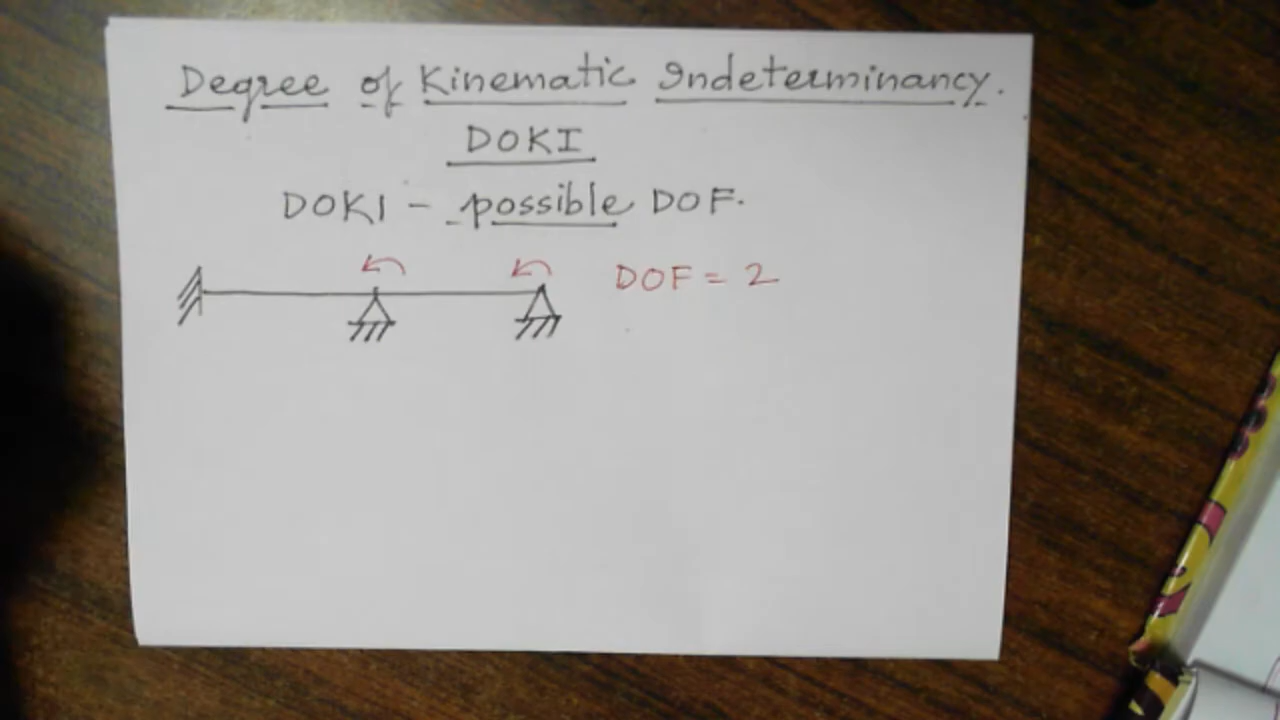 Degree of Kinematic Indeterminancy.
DOKI
DOKI - possible DOF.
DOF = 2